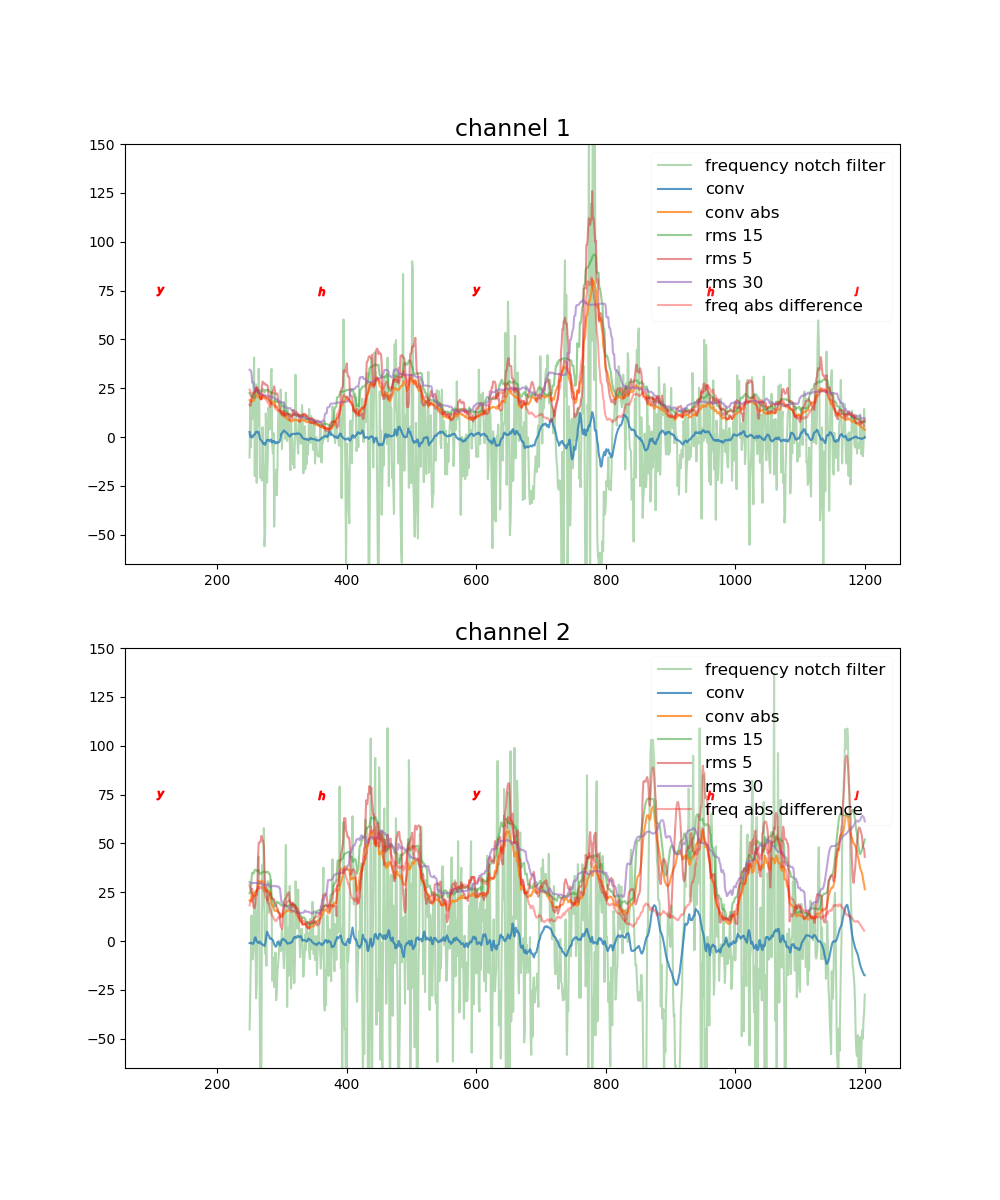 channel 1
150
125
100
75
50
25
0
−25
−50
frequency notch filter
conv
conv abs
rms 15
rms 5
rms 30
freq abs difference
y h y h J
200 400 600 800 1000 1200
channel 2
150
125
100
75
50
25
0
−25
−50
frequency notch filter
conv
conv abs
rms 15
rms 5
rms 30
freq abs difference
y h y h J
200 400 600 800 1000 1200